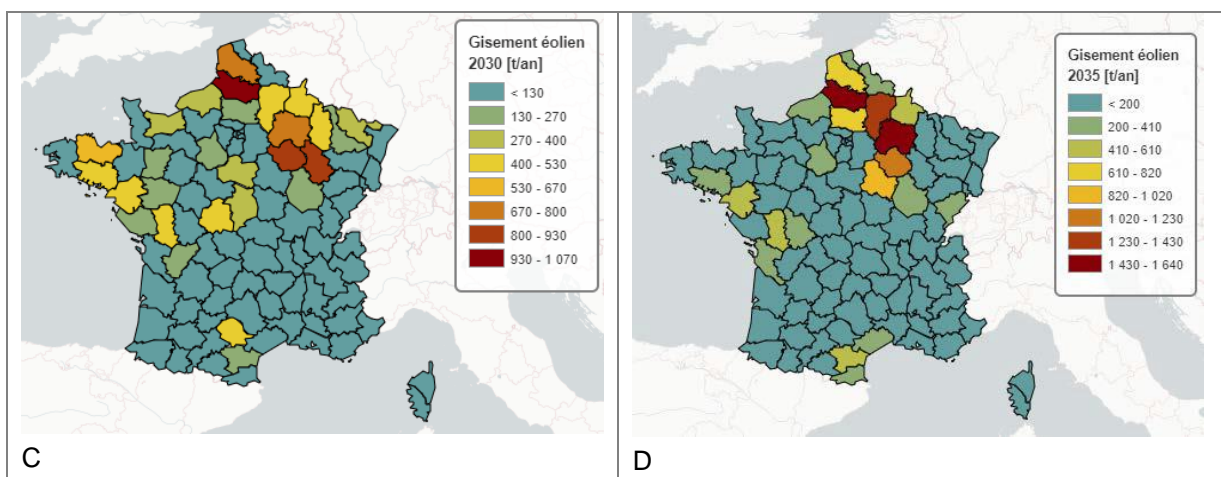 Gisement éolien
2030 [t/an]
< 130
130 - 270
270 - 400
400 - 530
530 - 670
670 - 800
800 - 930
930 - 1 070
C
Gisement éolien
2035 [t/an]
< 200
200 - 410
410 - 610
610 - 820
820 - 1 020
1 020 - 1 230
1 230 - 1 430
1 430 - 1 640
D